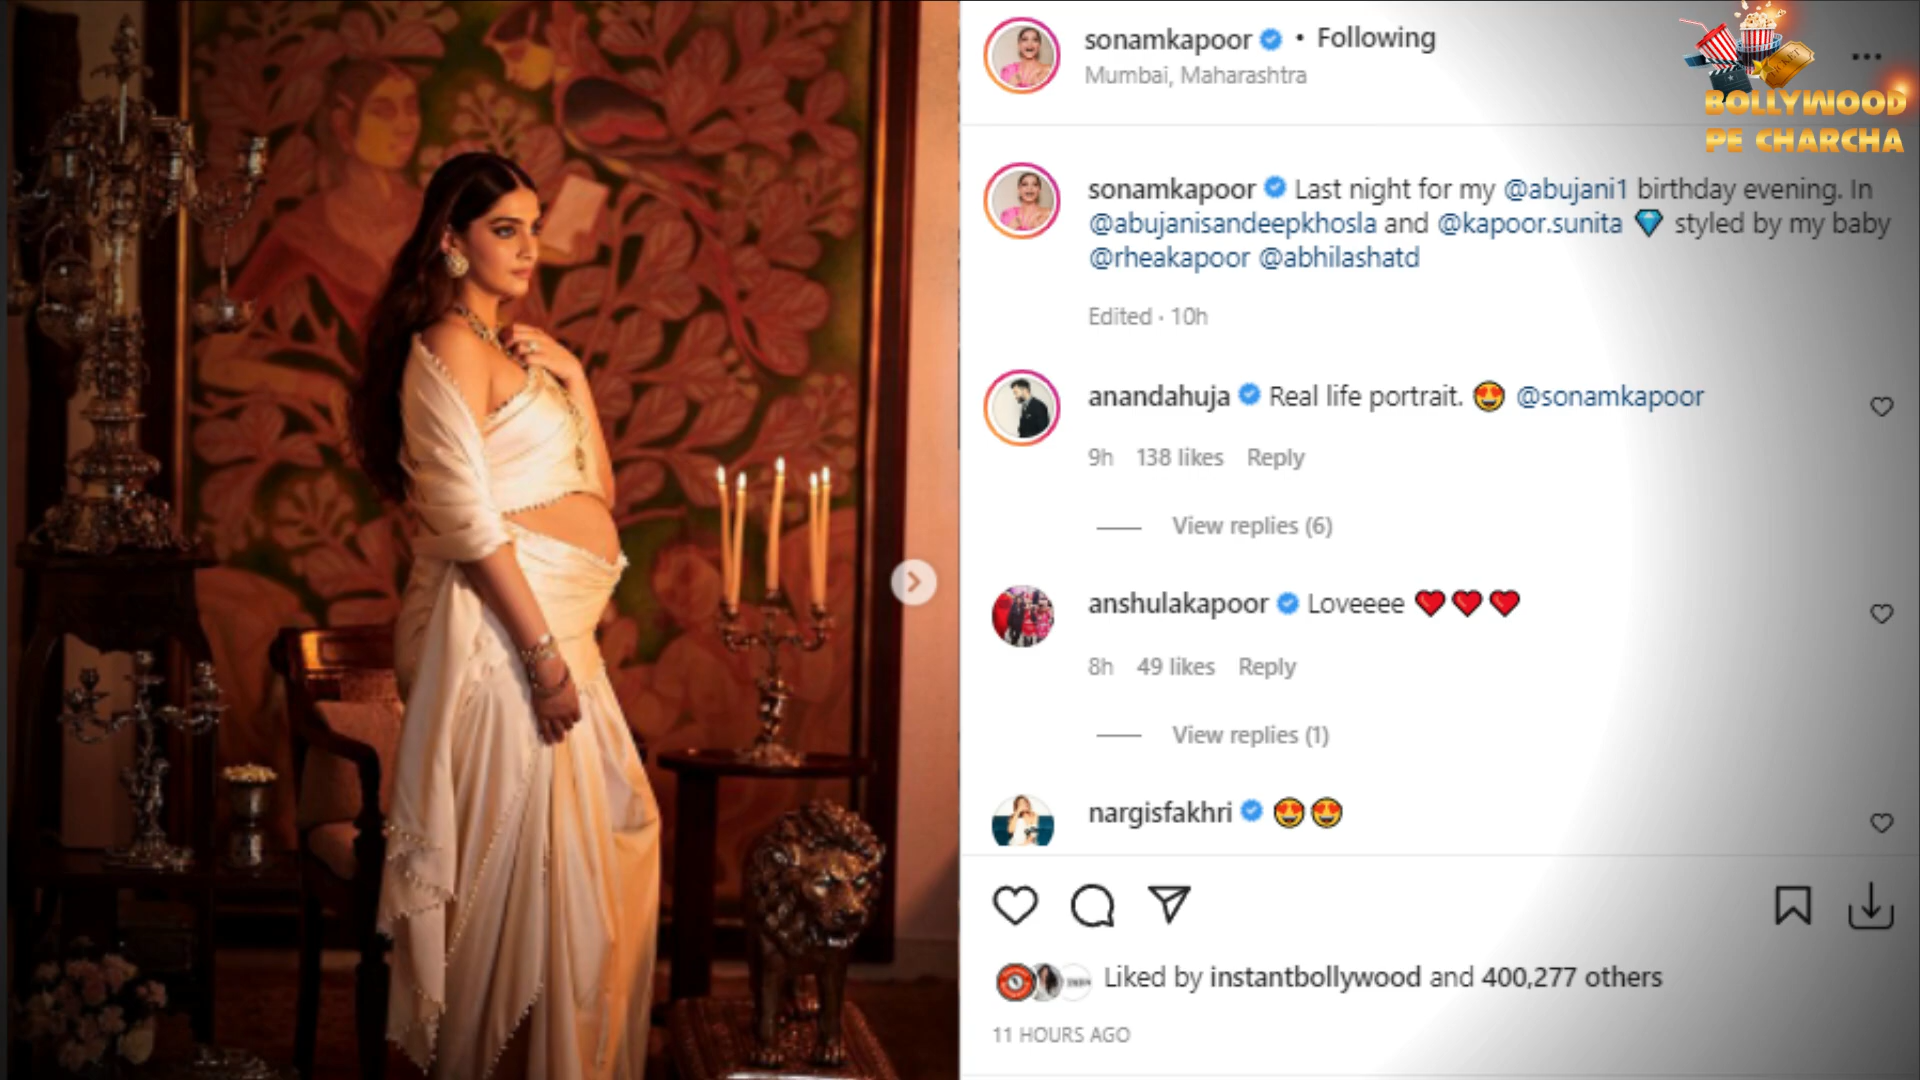 sonamkapoor • Following
Mumbai, Maharashtra
BOLLYWOOD
PE CHARCHA
sonamkapoor Last night for my @abujani1 birthday evening. In
@abujanisandeepkhosla and @kapoor.sunita 💎 styled by my baby
@rheakapoor @abhilashatd
Edited · 10h
anandahuja Real life portrait. 😍 @sonamkapoor
9h 138 likes Reply
View replies (6)
anshulakapoor Loveeee ❤️❤️❤️
8h 49 likes Reply
View replies (1)
nargisfakhri 😍😍
Liked by instantbollywood and 400,277 others
11 HOURS AGO